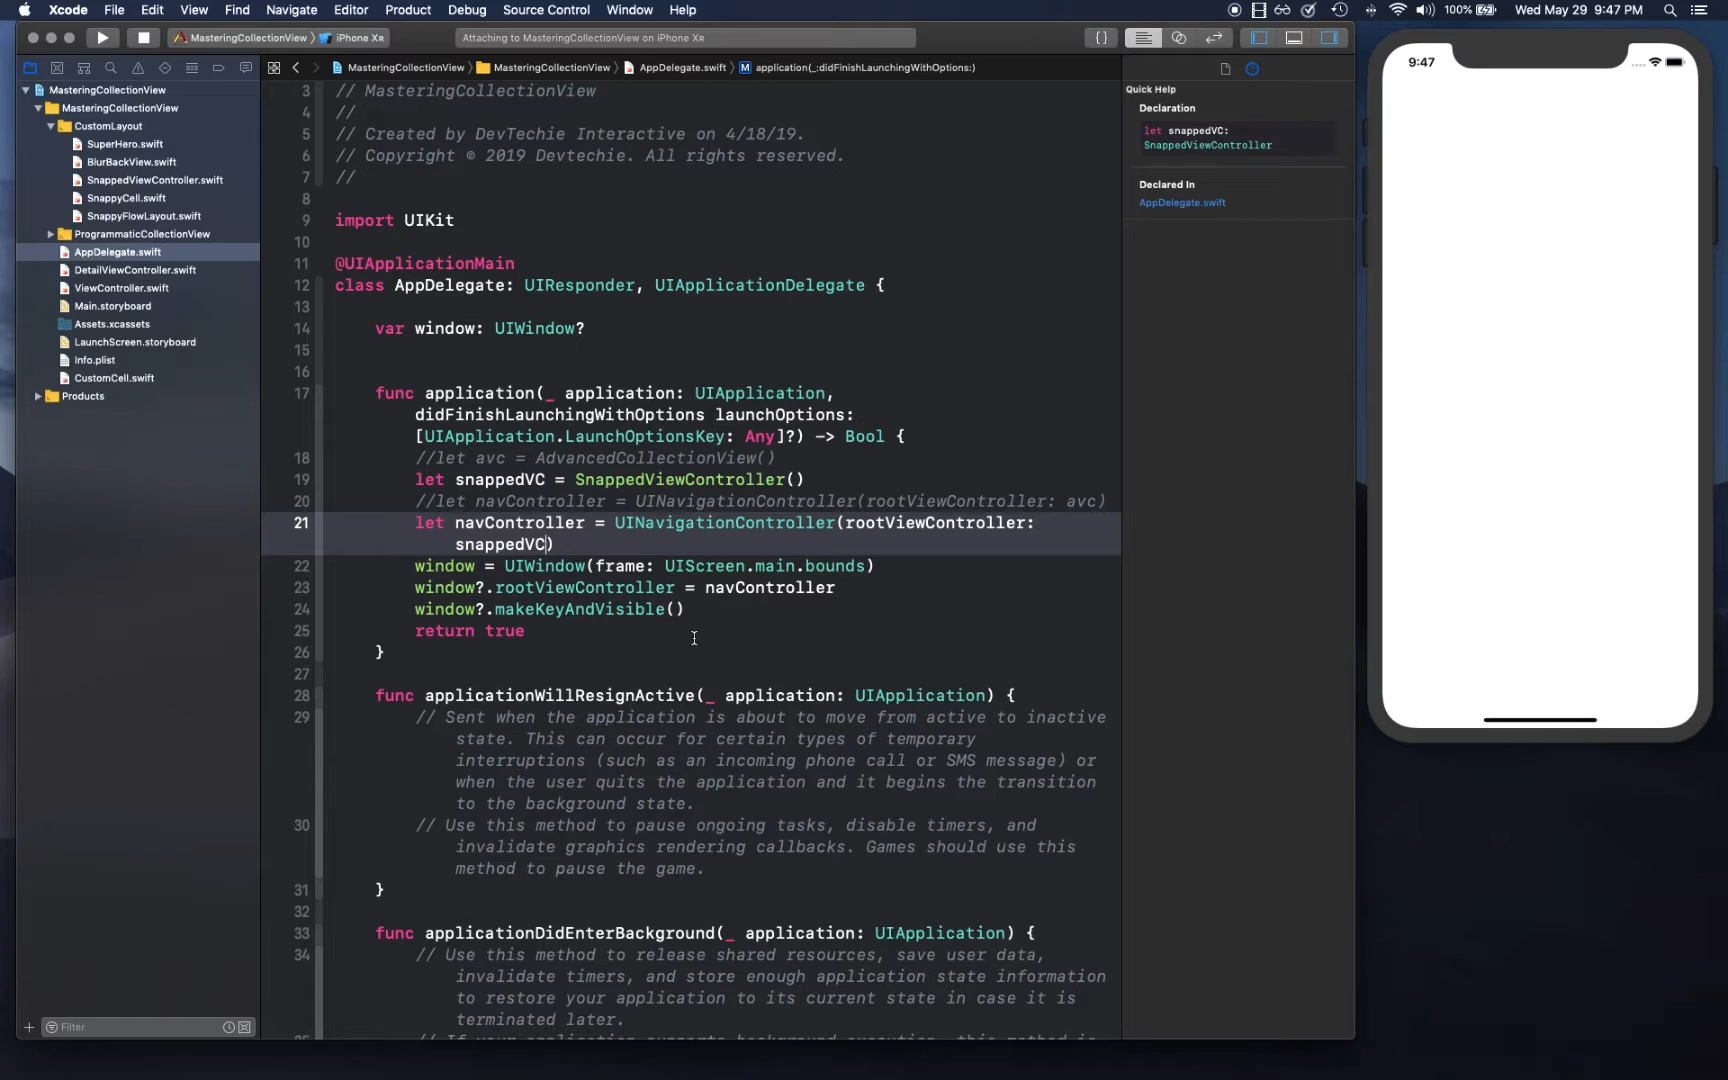 Xcode File Edit View Find Navigate Editor Product Debug Source Control Window Help 100% Wed May 29 9:47 PM
MasteringCollectionView iPhone XR
Attaching to MasteringCollectionView on iPhone XR
{}
MasteringCollectionView MasteringCollectionView AppDelegate.swift M application(_:didFinishLaunchingWithOptions:)
MasteringCollectionView
MasteringCollectionView
CustomLayout
SuperHero.swift
BlurBackView.swift
SnappedViewController.swift
SnappyCell.swift
SnappyFlowLayout.swift
ProgrammaticCollectionView
AppDelegate.swift
DetailViewController.swift
ViewController.swift
Main.storyboard
Assets.xcassets
LaunchScreen.storyboard
Info.plist
CustomCell.swift
Products
Filter
3 // MasteringCollectionView
4 //
5 // Created by DevTechie Interactive on 4/18/19.
6 // Copyright © 2019 Devtechie. All rights reserved.
7 //
8
9 import UIKit
10
11 @UIApplicationMain
12 class AppDelegate: UIResponder, UIApplicationDelegate {
13
14 var window: UIWindow?
15
16
17 func application(_ application: UIApplication,
didFinishLaunchingWithOptions launchOptions:
[UIApplication.LaunchOptionsKey: Any]?) -> Bool {
18 //let avc = AdvancedCollectionView()
19 let snappedVC = SnappedViewController()
20 //let navController = UINavigationController(rootViewController: avc)
21 let navController = UINavigationController(rootViewController:
snappedVC)
22 window = UIWindow(frame: UIScreen.main.bounds)
23 window?.rootViewController = navController
24 window?.makeKeyAndVisible()
25 return true
26 }
27
28 func applicationWillResignActive(_ application: UIApplication) {
29 // Sent when the application is about to move from active to inactive
state. This can occur for certain types of temporary
interruptions (such as an incoming phone call or SMS message) or
when the user quits the application and it begins the transition
to the background state.
30 // Use this method to pause ongoing tasks, disable timers, and
invalidate graphics rendering callbacks. Games should use this
method to pause the game.
31 }
32
33 func applicationDidEnterBackground(_ application: UIApplication) {
34 // Use this method to release shared resources, save user data,
invalidate timers, and store enough application state information
to restore your application to its current state in case it is
terminated later.
Quick Help
Declaration
let snappedVC:
SnappedViewController
Declared In
AppDelegate.swift
9:47